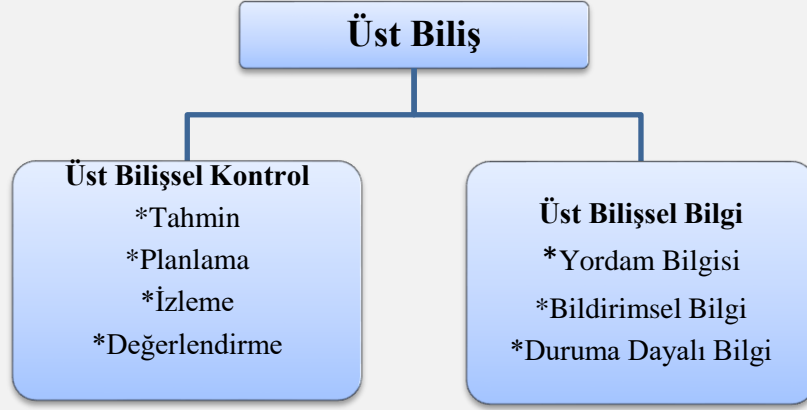 Üst Biliş
Üst Bilişsel Kontrol
*Tahmin
*Planlama
*İzleme
*Değerlendirme
Üst Bilişsel Bilgi
*Yordam Bilgisi
*Bildirimsel Bilgi
*Duruma Dayalı Bilgi